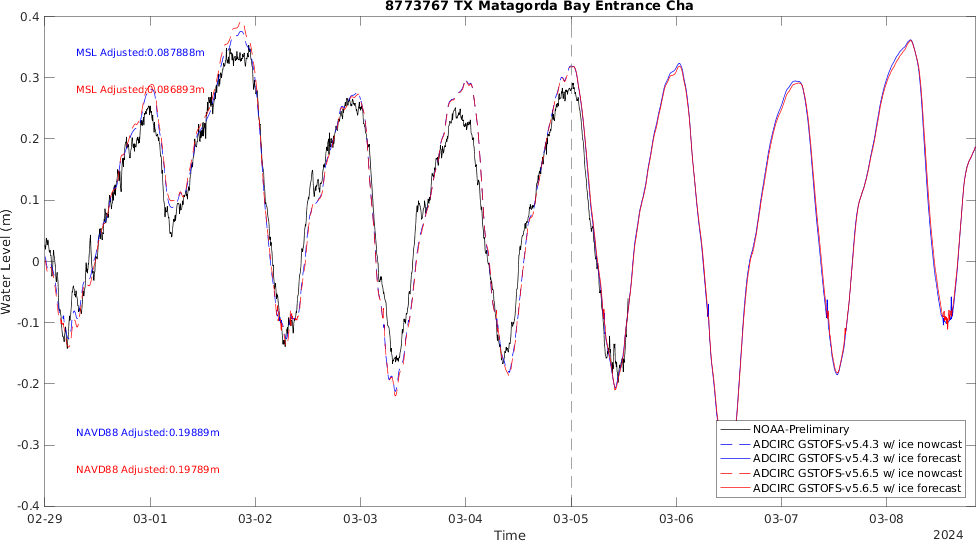 8773767 TX Matagorda Bay Entrance Cha
0.4
0.3
0.2
0.1
0
-0.1
-0.2
-0.3
-0.4
Water Level (m)
MSL Adjusted:0.087888m
MSL Adjusted:0.086893m
NAVD88 Adjusted:0.19889m
NAVD88 Adjusted:0.19789m
NOAA-Preliminary
ADCIRC GSTOFS-v5.4.3 w/ ice nowcast
ADCIRC GSTOFS-v5.4.3 w/ ice forecast
ADCIRC GSTOFS-v5.6.5 w/ ice nowcast
ADCIRC GSTOFS-v5.6.5 w/ ice forecast
02-29 03-01 03-02 03-03 03-04 03-05 03-06 03-07 03-08
Time
2024